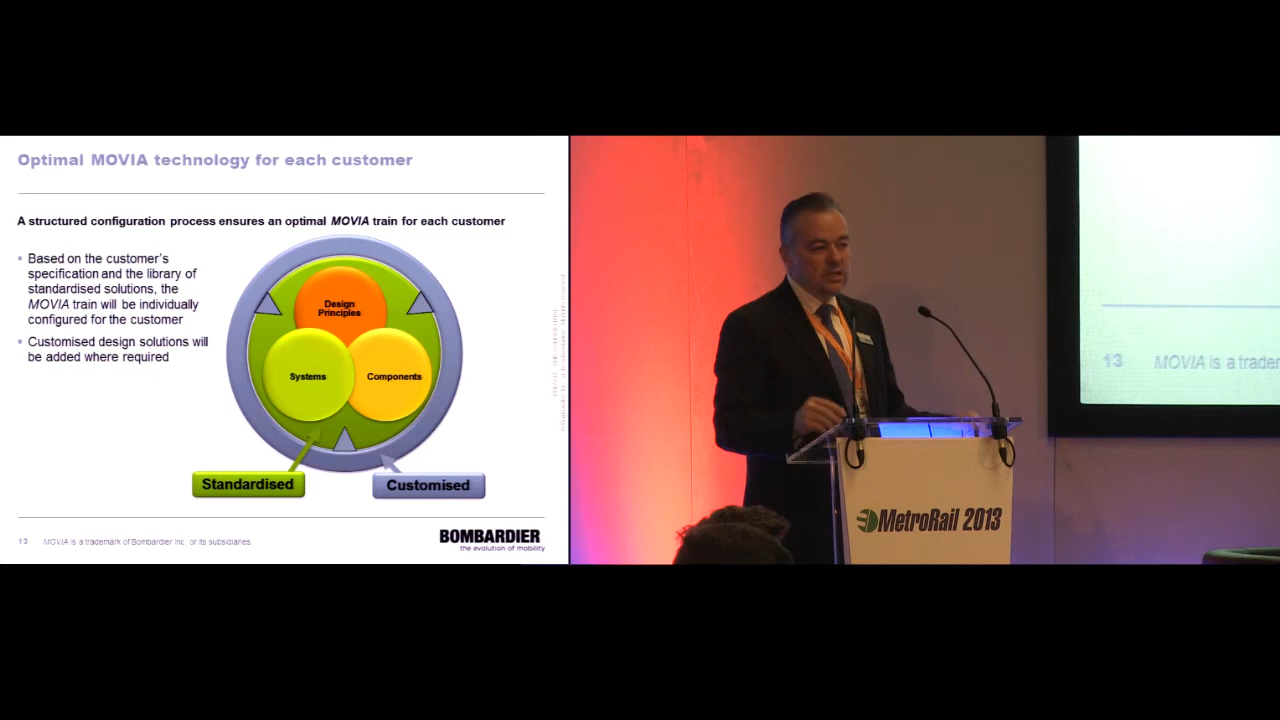 Optimal MOVIA technology for each customer
A structured configuration process ensures an optimal MOVIA train for each customer
▪ Based on the customer's
specification and the library of
standardised solutions, the
MOVIA train will be individually
configured for the customer
▪ Customised design solutions will
be added where required
Design
Principles
Systems
Components
Standardised
Customised
13 MOVIA is a trademark of Bombardier Inc. or its subsidiaries.
BOMBARDIER
the evolution of mobility
13 MOVIA is a trader
MetroRail 2013